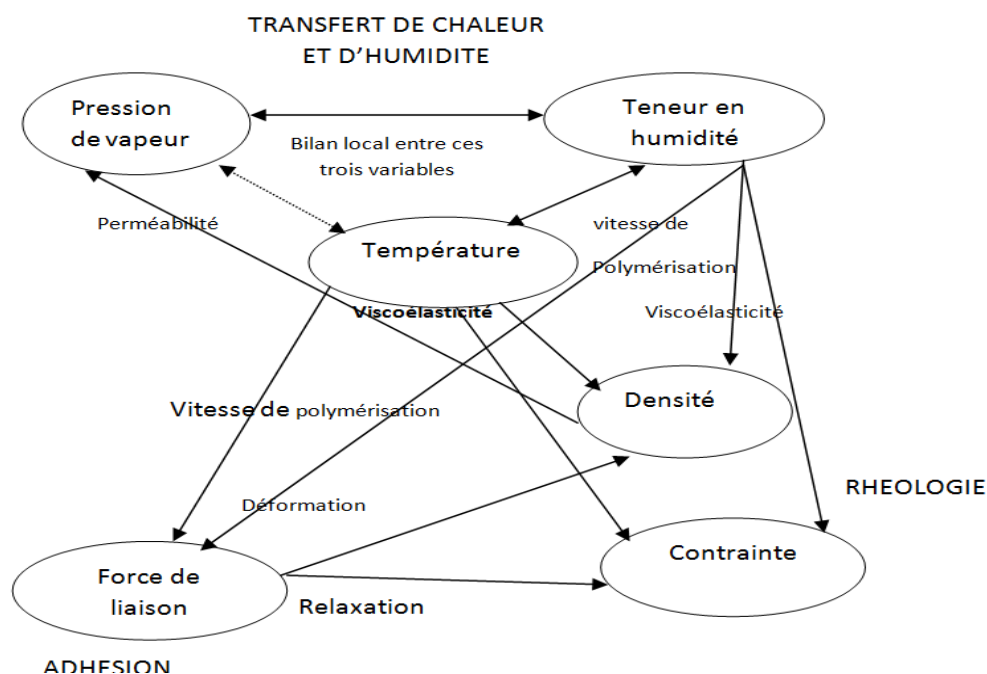 TRANSFERT DE CHALEUR
ET D’HUMIDITE
Pression
de vapeur
Teneur en
humidité
Bilan local entre ces
trois variables
Perméabilité
vitesse de
Température
Polymérisation
Viscoélasticité
Viscoélasticité
Densité
Vitesse de polymérisation
RHEOLOGIE
Déformation
Contrainte
Force de
liaison
Relaxation
ADHESION